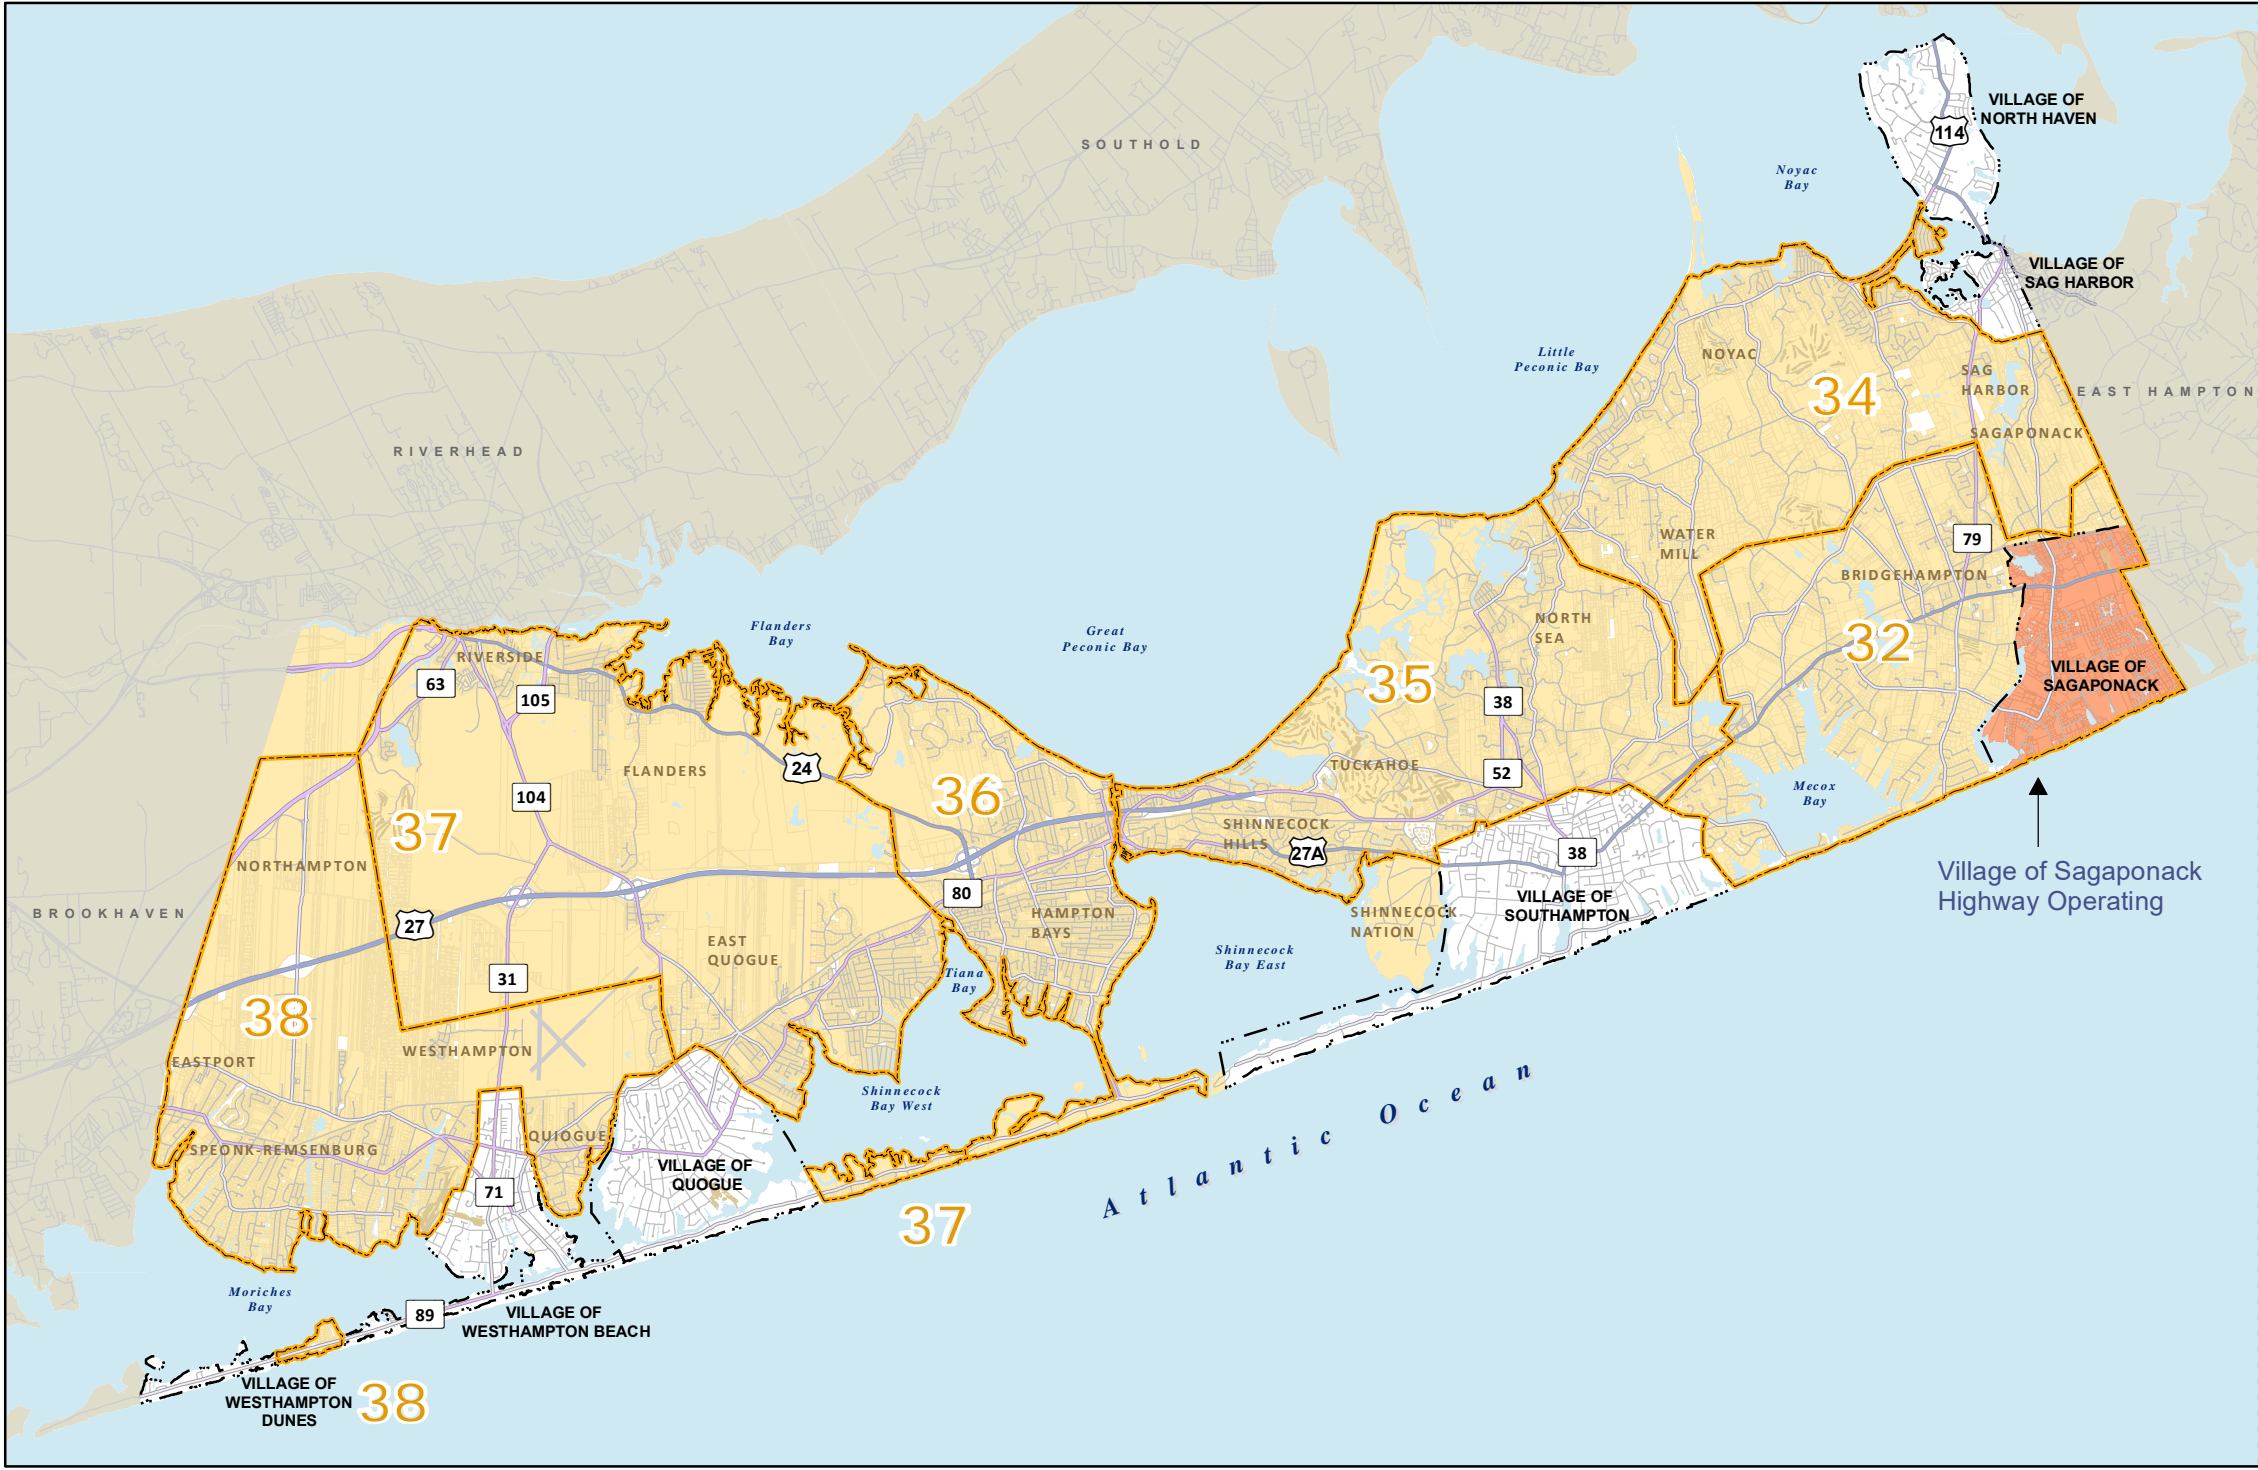 VILLAGE OF
NORTH HAVEN
114
SOUTHOLD
Noyac
Bay
VILLAGE OF
SAG HARBOR
Little
Peconic Bay
NOYAC
34
SAG
HARBOR
EAST HAMPTON
SAGAPONACK
RIVERHEAD
WATER
MILL
79
BRIDGEHAMPTON
Flanders
Bay
Great
Peconic Bay
NORTH
SEA
32
RIVERSIDE
63
105
35
38
VILLAGE OF
SAGAPONACK
FLANDERS
24
TUCKAHOE
52
104
36
Mecox
Bay
37
SHINNECOCK
HILLS
27A
38
NORTHAMPTON
80
Village of Sagaponack
Highway Operating
BROOKHAVEN
27
HAMPTON
BAYS
SHINNECOCK
NATION
VILLAGE OF
SOUTHAMPTON
EAST
QUOGUE
Tiana
Bay
Shinnecock
Bay East
31
38
WESTHAMPTON
EASTPORT
Shinnecock
Bay West
Atlantic Ocean
SPEONK-REMSENBURG
QUIOGUE
VILLAGE OF
QUOGUE
71
37
Moriches
Bay
89
VILLAGE OF
WESTHAMPTON BEACH
VILLAGE OF
WESTHAMPTON
DUNES
38